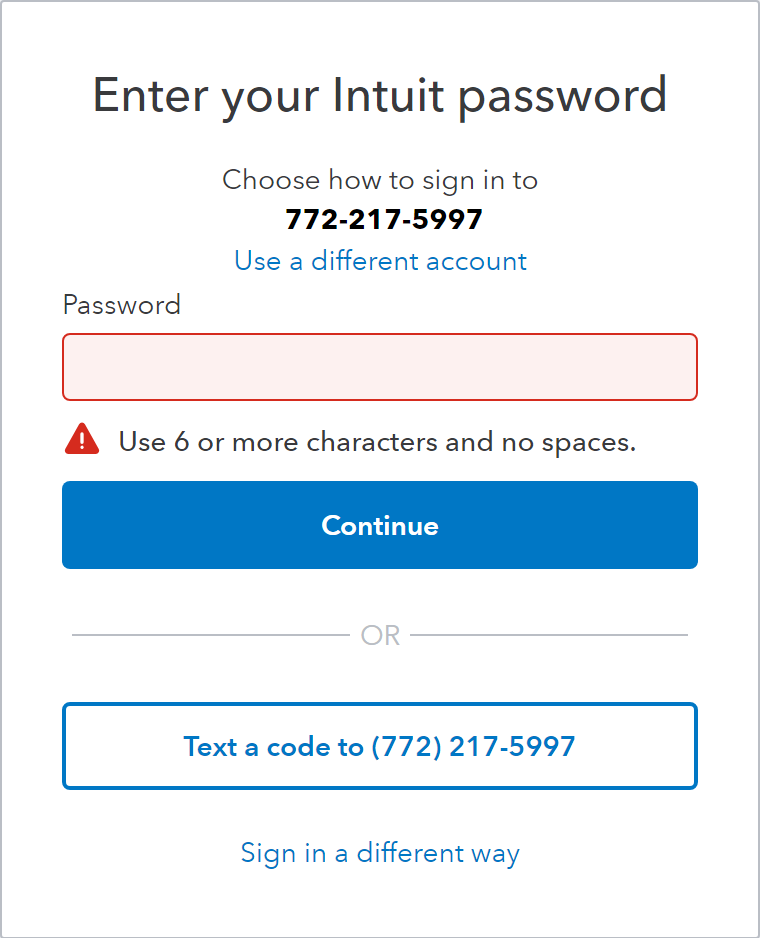 Enter your Intuit password
Choose how to sign in to
772-217-5997
Use a different account
Password
Use 6 or more characters and no spaces.
Continue
OR
Text a code to (772) 217-5997
Sign in a different way